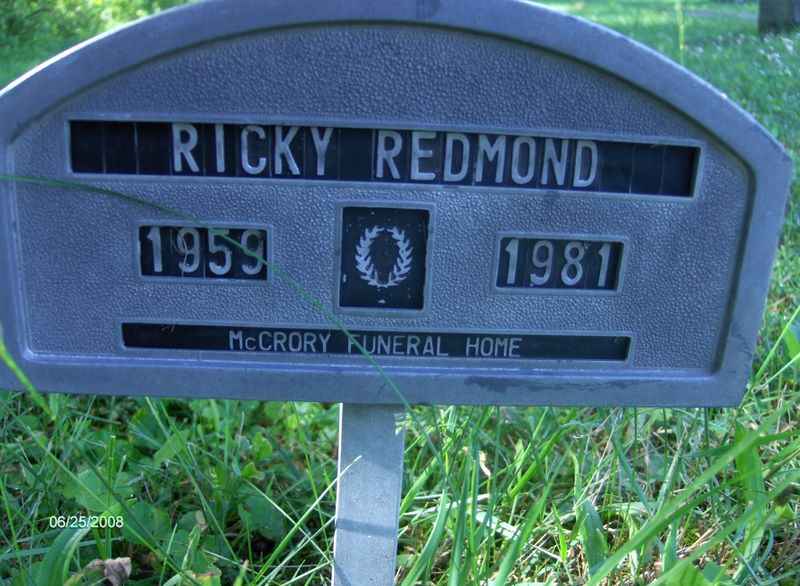 RICKY REDMOND
1959 1981
McCRORY FUNERAL HOME
06/25/2008